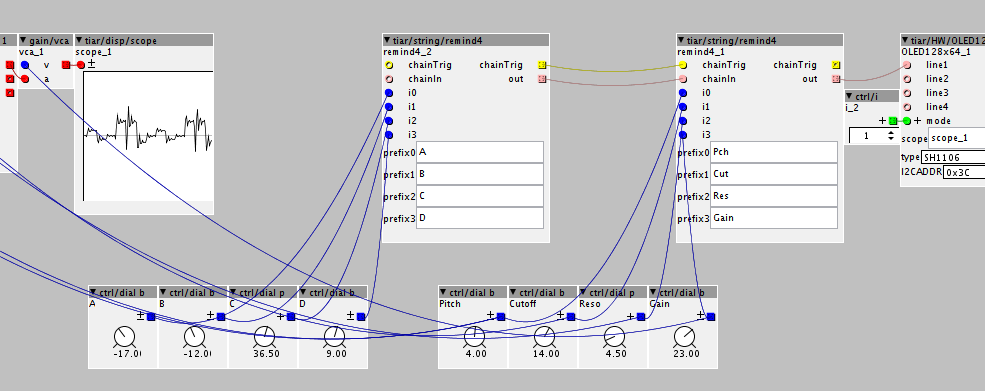 1
gain/vca
vca_1
v
a
tiar/disp/scope
scope_1
tiar/string/remind4
remind4_2
chainTrig chainTrig
chainIn out
i0
i1
i2
i3
prefix0 A
prefix1 B
prefix2 C
prefix3 D
tiar/string/remind4
remind4_1
chainTrig chainTrig
chainIn out
i0
i1
i2
i3
prefix0 Pch
prefix1 Cut
prefix2 Res
prefix3 Gain
ctrl/i
i_2
1
tiar/HW/OLED12
OLED128x64_1
line1
line2
line3
line4
mode
scope scope_1
type SH1106
I2CADDR 0x3C
ctrl/dial b ctrl/dial b ctrl/dial p ctrl/dial b
A B C D
-17.00 -12.00 36.50 9.00
ctrl/dial b ctrl/dial b ctrl/dial p ctrl/dial b
Pitch Cutoff Reso Gain
4.00 14.00 4.50 23.00